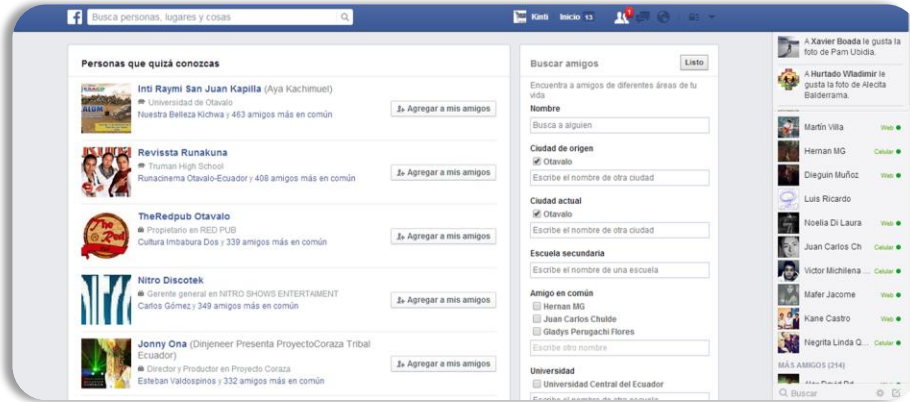 Busca personas, lugares y cosas
Kinti Inicio 13
1
Personas que quizá conozcas
Inti Raymi San Juan Kapilla (Aya Kachimuel)
Universidad de Otavalo
Nuestra Belleza Kichwa y 463 amigos más en común
Agregar a mis amigos
Revissta Runakuna
Truman High School
Runacinema Otavalo-Ecuador y 408 amigos más en común
Agregar a mis amigos
TheRedpub Otavalo
Propietario en RED PUB
Cultura Imbabura Dos y 339 amigos más en común
Agregar a mis amigos
Nitro Discotek
Gerente general en NITRO SHOWS ENTERTAIMENT
Carlos Gómez y 349 amigos más en común
Agregar a mis amigos
Jonny Ona (Dinjeneer Presenta ProyectoCoraza Tribal
Ecuador)
Director y Productor en Proyecto Coraza
Esteban Valdospinos y 332 amigos más en común
Agregar a mis amigos
Buscar amigos
Listo
Encuentra a amigos de diferentes áreas de tu
vida
Nombre
Busca a alguien
Ciudad de origen
Otavalo
Escribe el nombre de otra ciudad
Ciudad actual
Otavalo
Escribe el nombre de otra ciudad
Escuela secundaria
Escribe el nombre de una escuela
Amigo en común
Hernan MG
Juan Carlos Chulde
Gladys Perugachi Flores
Escribe otro nombre
Universidad
Universidad Central del Ecuador
A Xavier Boada le gusta la
foto de Pam Ubidia.
A Hurtado Wladimir le
gusta la foto de Alecita
Balderrama.
Martín Villa Web
Hernan MG Celular
Dieguin Muñoz Web
Luis Ricardo
Noelia Di Laura Web
Juan Carlos Ch Celular
Victor Michilena ... Celular
Mafer Jacome Web
Kane Castro Web
Negrita Linda Q... Celular
MÁS AMIGOS (214)
Buscar